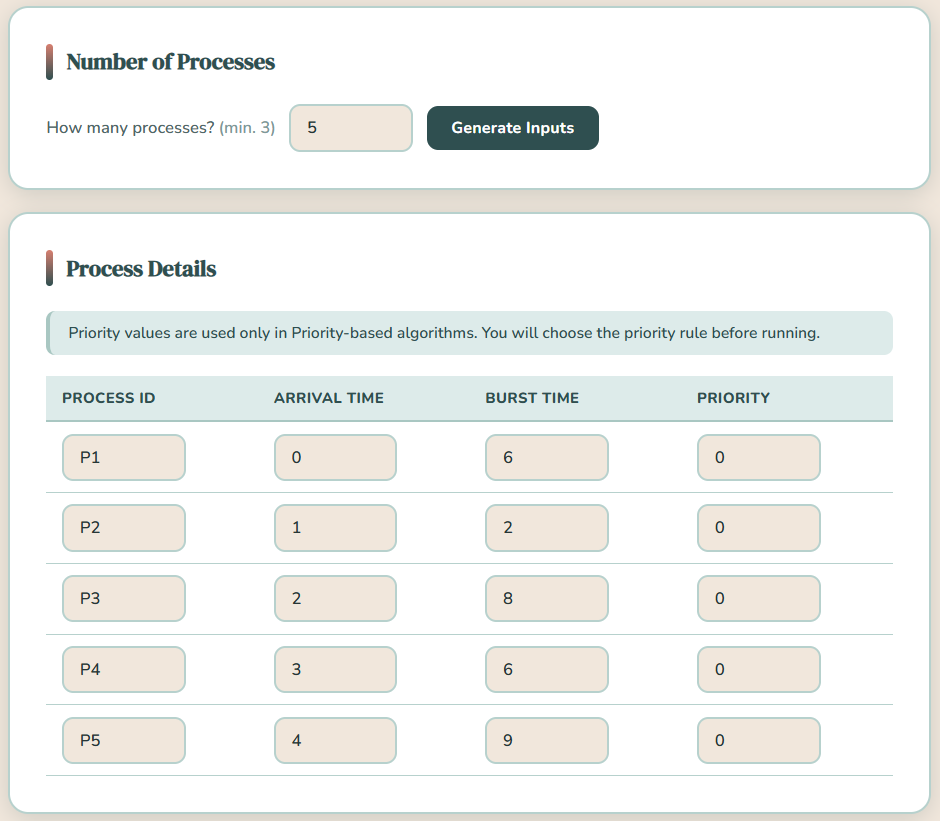 Number of Processes
How many processes? (min. 3) 5 Generate Inputs
Process Details
Priority values are used only in Priority-based algorithms. You will choose the priority rule before running.
PROCESS ID ARRIVAL TIME BURST TIME PRIORITY
P1 0 6 0
P2 1 2 0
P3 2 8 0
P4 3 6 0
P5 4 9 0